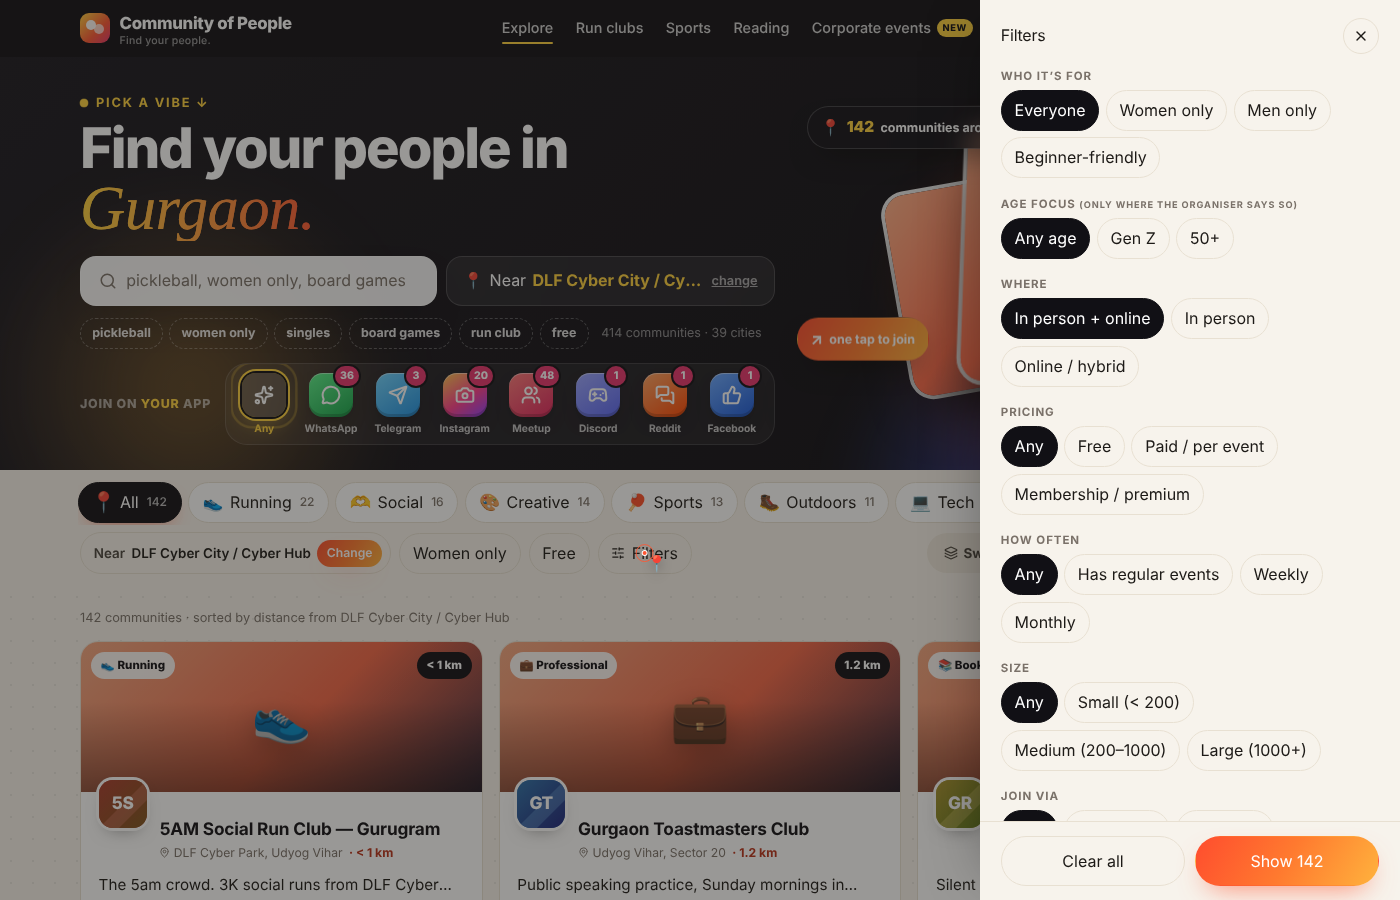 Community of People
Find your people.
Explore Run clubs Sports Reading Corporate events NEW
PICK A VIBE ↓
Find your people in
Gurgaon.
pickleball, women only, board games
Near DLF Cyber City / Cy... change
pickleball women only singles board games run club free 414 communities · 39 cities
JOIN ON YOUR APP
36 3 20 48 1 1 1
Any WhatsApp Telegram Instagram Meetup Discord Reddit Facebook
142 communities
one tap to join
All 142 Running 22 Social 16 Creative 14 Sports 13 Outdoors 11 Tech
Near DLF Cyber City / Cyber Hub Change Women only Free Filters
142 communities · sorted by distance from DLF Cyber City / Cyber Hub
Running < 1 km
5S
5AM Social Run Club — Gurugram
DLF Cyber Park, Udyog Vihar · < 1 km
The 5am crowd. 3K social runs from DLF Cyber...
Professional 1.2 km
GT
Gurgaon Toastmasters Club
Udyog Vihar, Sector 20 · 1.2 km
Public speaking practice, Sunday mornings in...
GR
Silent
Filters
WHO IT'S FOR
Everyone Women only Men only
Beginner-friendly
AGE FOCUS (ONLY WHERE THE ORGANISER SAYS SO)
Any age Gen Z 50+
WHERE
In person + online In person
Online / hybrid
PRICING
Any Free Paid / per event
Membership / premium
HOW OFTEN
Any Has regular events Weekly
Monthly
SIZE
Any Small (< 200)
Medium (200–1000) Large (1000+)
JOIN VIA
Clear all Show 142